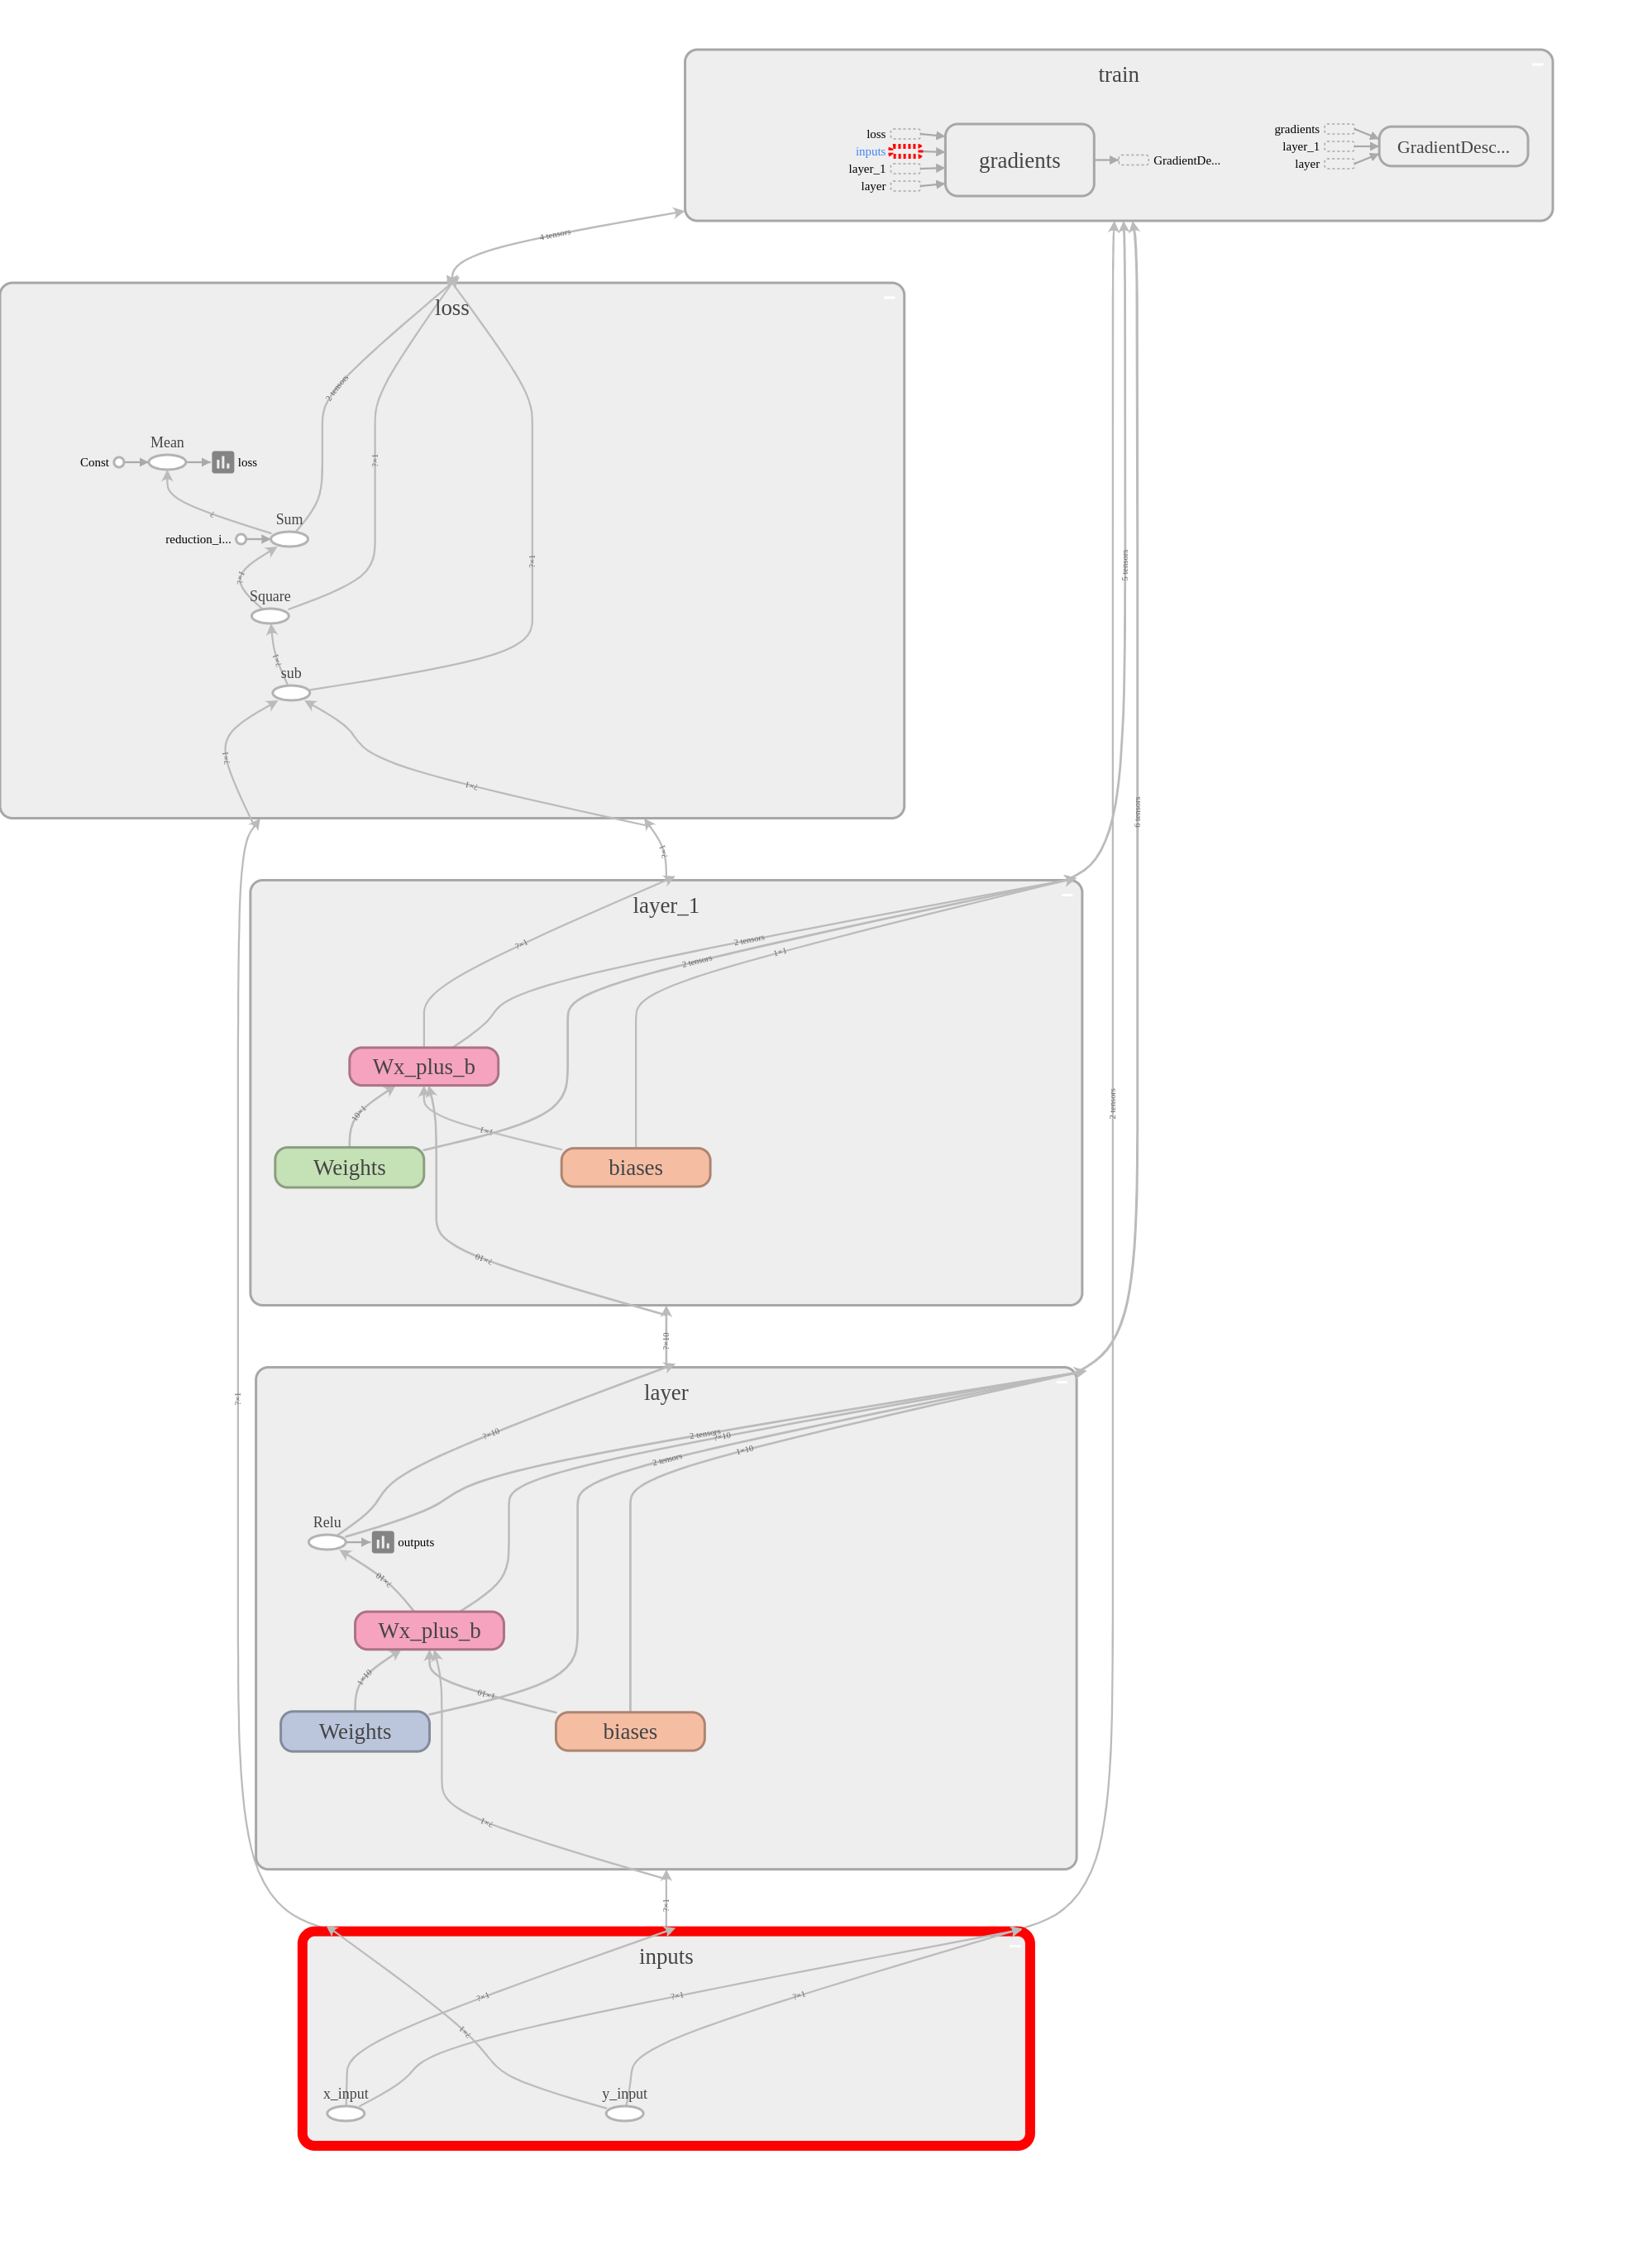 train
loss
inputs
layer_1
layer
gradients
GradientDe...
gradients
layer_1
layer
GradientDesc...
4 tensors
loss
2 tensors
?×1
Mean
Const
loss
?
Sum
reduction_i...
?×1
?×1
Square
?×1
sub
?×1
?×1
5 tensors
6 tensors
2 tensors
?×1
layer_1
?×1
2 tensors
2 tensors
1×1
Wx_plus_b
10×1
1×1
Weights
biases
?×10
?×10
?×1
layer
?×10
2 tensors
?×10
2 tensors
1×10
Relu
outputs
?×10
Wx_plus_b
1×10
1×10
Weights
biases
?×1
?×1
inputs
?×1
?×1
?×1
?×1
x_input
y_input